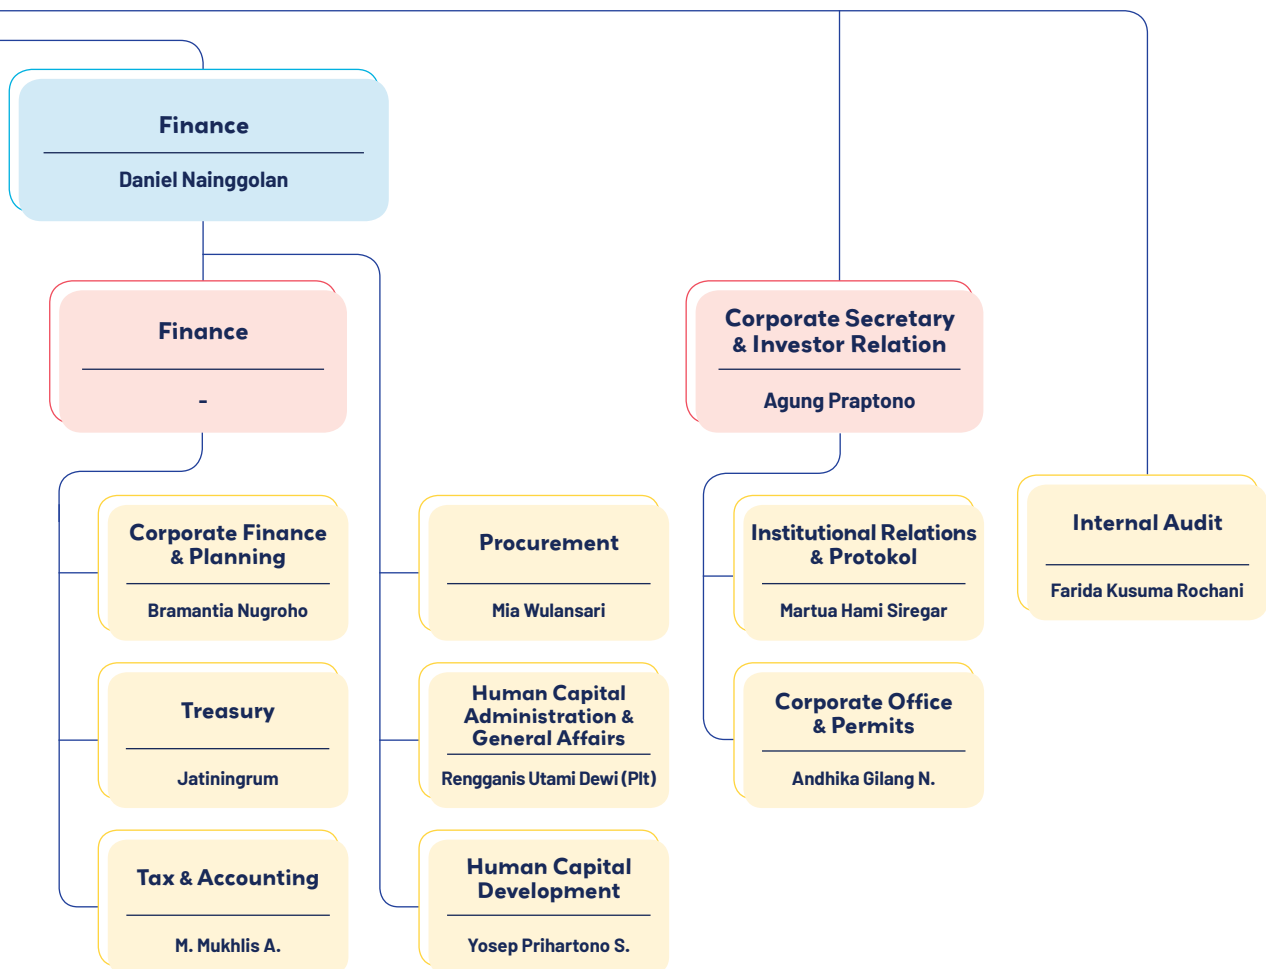 Finance
Daniel Nainggolan
Finance
-
Corporate Secretary
& Investor Relation
Agung Praptono
Corporate Finance
& Planning
Bramantia Nugroho
Procurement
Mia Wulansari
Institutional Relations
& Protokol
Martua Hami Siregar
Internal Audit
Farida Kusuma Rochani
Treasury
Jatiningrum
Human Capital
Administration &
General Affairs
Rengganis Utami Dewi (Plt)
Corporate Office
& Permits
Andhika Gilang N.
Tax & Accounting
M. Mukhlis A.
Human Capital
Development
Yosep Prihartono S.